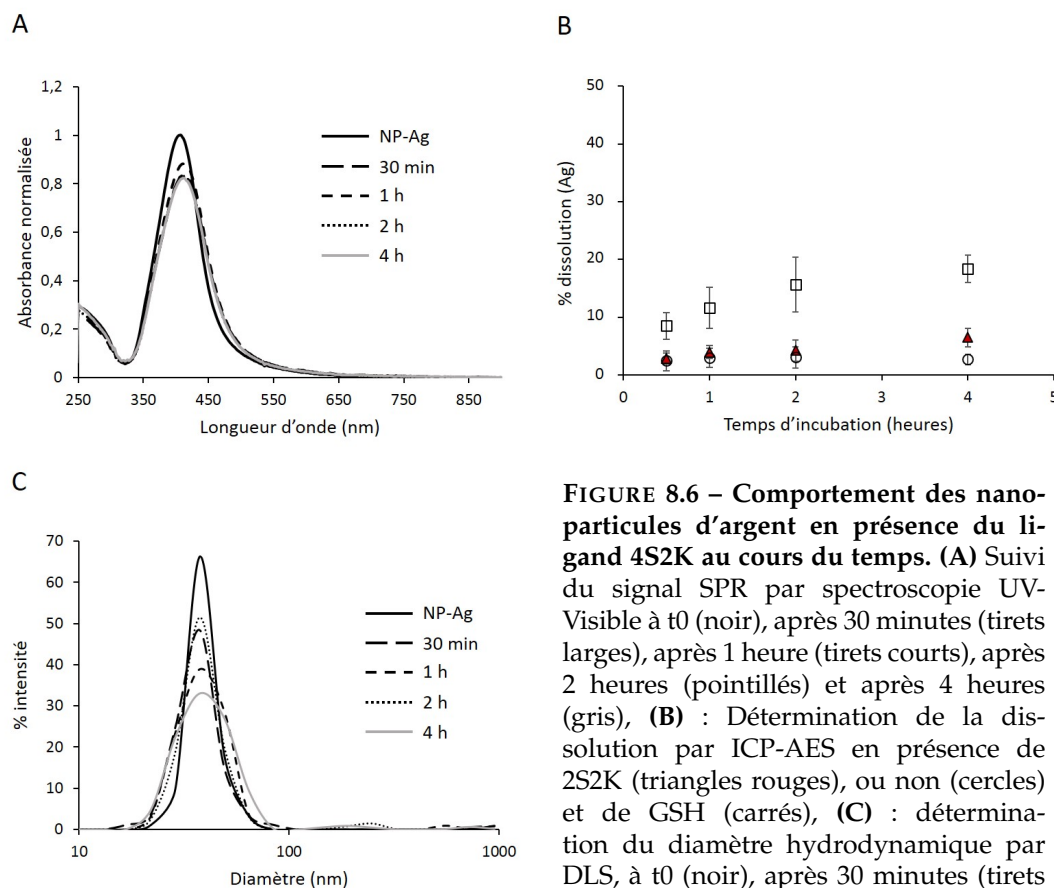 A
Absorbance normalisée
1,2
1
0,8
0,6
0,4
0,2
0
250
350
450
550
650
750
850
Longueur d'onde (nm)
NP-Ag
30 min
1 h
2 h
4 h
B
% dissolution (Ag)
50
40
30
20
10
0
0
1
2
3
4
5
Temps d'incubation (heures)
C
% intensité
70
60
50
40
30
20
10
0
10
100
1000
Diamètre (nm)
NP-Ag
30 min
1 h
2 h
4 h
FIGURE 8.6 – Comportement des nano-
particules d'argent en présence du li-
gand 4S2K au cours du temps. (A) Suivi
du signal SPR par spectroscopie UV-
Visible à t0 (noir), après 30 minutes (tirets
larges), après 1 heure (tirets courts), après
2 heures (pointillés) et après 4 heures
(gris), (B) : Détermination de la dis-
solution par ICP-AES en présence de
2S2K (triangles rouges), ou non (cercles)
et de GSH (carrés), (C) : détermina-
tion du diamètre hydrodynamique par
DLS, à t0 (noir), après 30 minutes (tirets